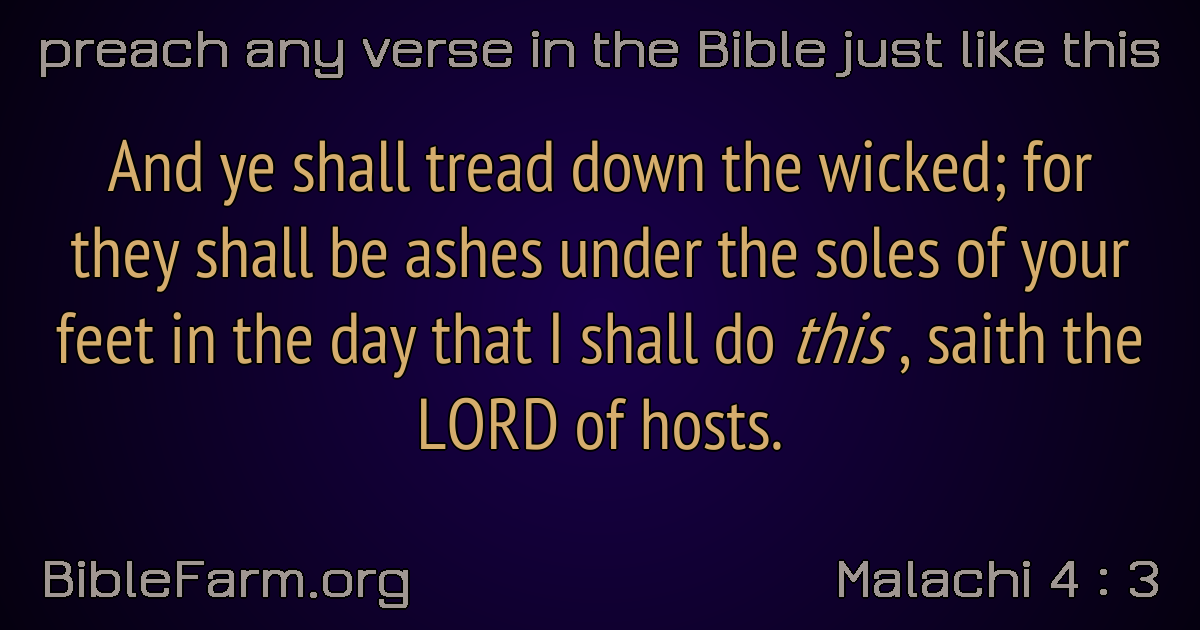 preach any verse in the Bible just like this
And ye shall tread down the wicked; for
they shall be ashes under the soles of your
feet in the day that I shall do this , saith the
LORD of hosts.
BibleFarm.org
Malachi 4 : 3